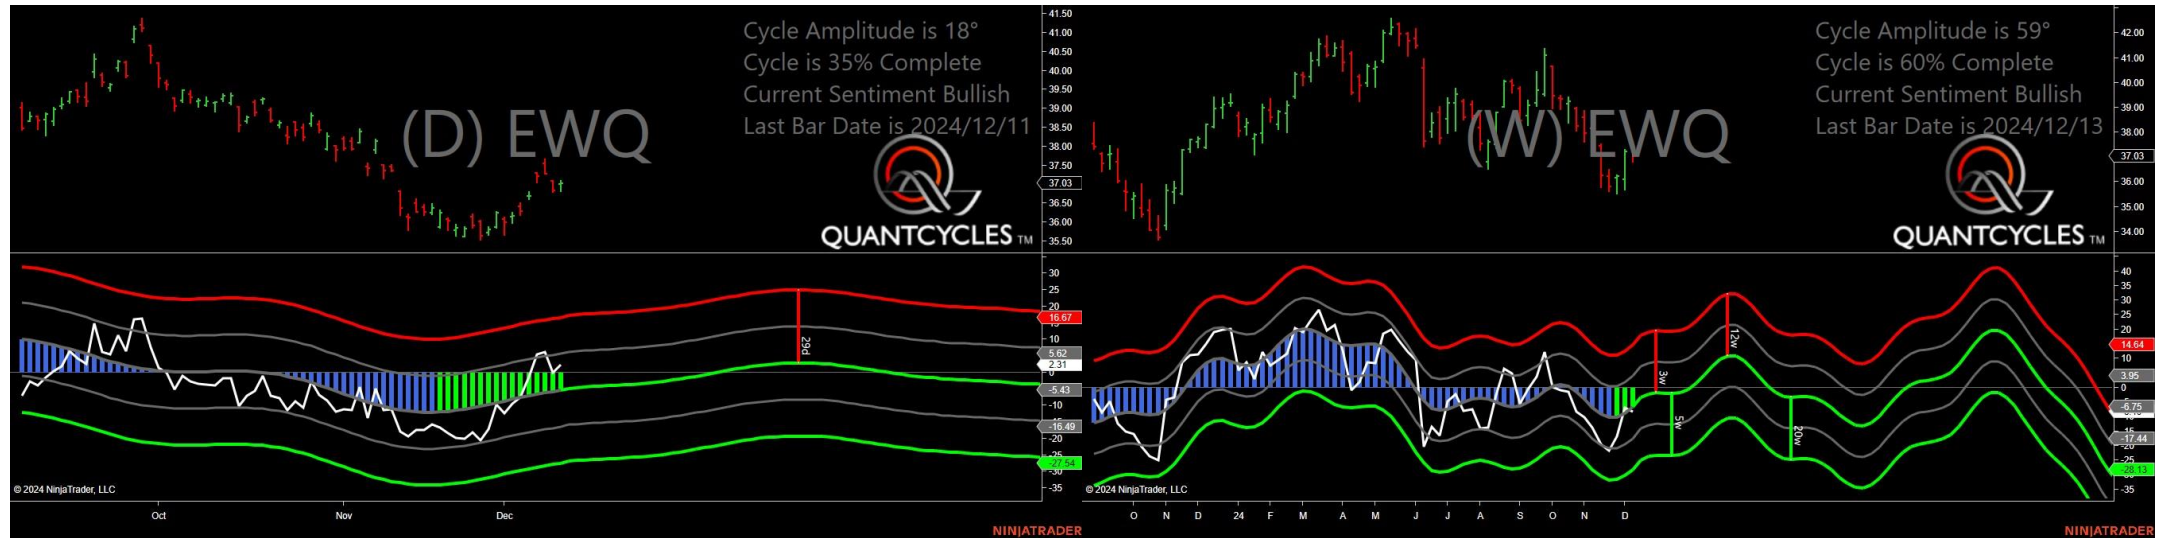 Cycle Amplitude is 18°
Cycle is 35% Complete
Current Sentiment Bullish
Last Bar Date is 2024/12/11
(D) EWQ
QUANTCYCLES TM
41.50
41.00
40.50
40.00
39.50
39.00
38.50
38.00
37.50
37.03
36.50
36.00
35.50
30
25
20
16.67
10
5.62
2.31
0
-5.43
-10
-16.49
-20
-27.54
-30
-35
29d
© 2024 NinjaTrader, LLC
Oct
Nov
Dec
NINJATRADER
Cycle Amplitude is 59°
Cycle is 60% Complete
Current Sentiment Bullish
Last Bar Date is 2024/12/13
(W) EWQ
QUANTCYCLES TM
42.00
41.00
40.00
39.00
38.00
37.03
36.00
35.00
34.00
40
35
30
25
20
14.64
10
3.95
0
-6.75
-17.44
-25
-28.13
-35
3w
5w
12w
20w
© 2024 NinjaTrader, LLC
O
N
D
24
F
M
A
M
J
J
A
S
O
N
D
NINJATRADER